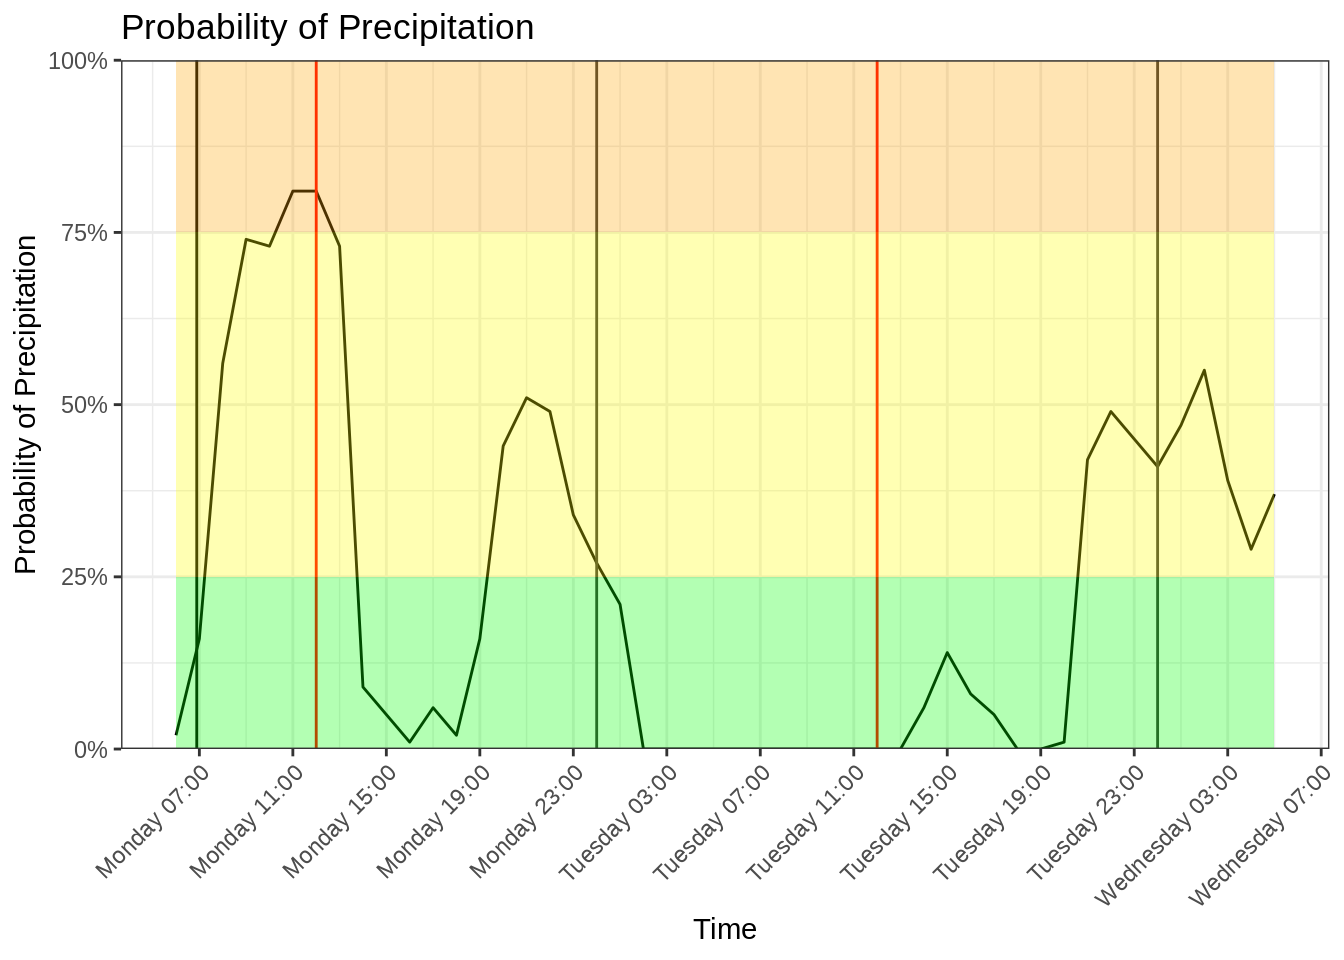 Probability of Precipitation
Probability of Precipitation
100%
75%
50%
25%
0%
Monday 07:00
Monday 11:00
Monday 15:00
Monday 19:00
Monday 23:00
Tuesday 03:00
Tuesday 07:00
Tuesday 11:00
Tuesday 15:00
Tuesday 19:00
Tuesday 23:00
Wednesday 03:00
Wednesday 07:00
Time